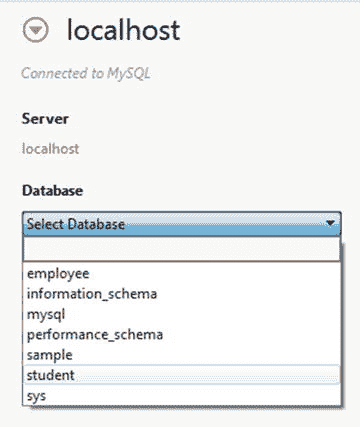 localhost
Connected to MySQL
Server
localhost
Database
Select Database
employee
information_schema
mysql
performance_schema
sample
student
sys